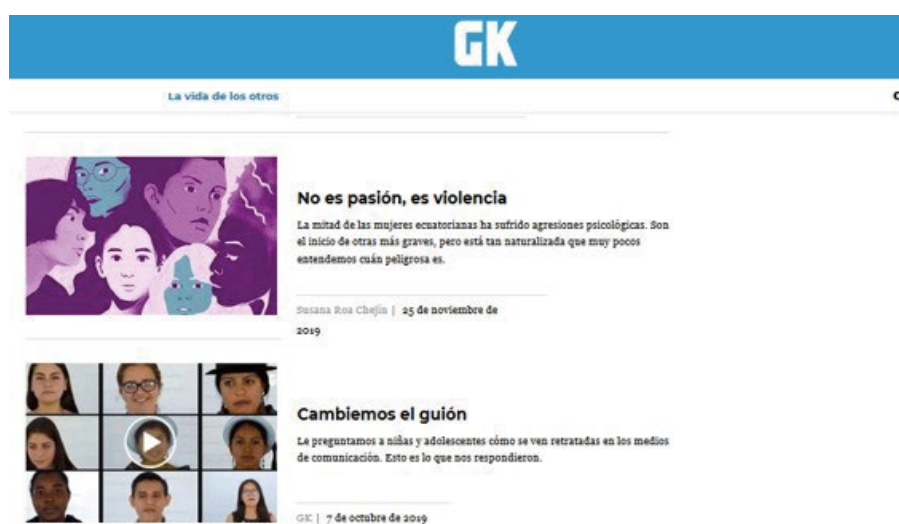 GK
La vida de los otros
No es pasión, es violencia
La mitad de las mujeres ecuatorianas ha sufrido agresiones psicológicas. Son
el inicio de otras más graves, pero está tan naturalizada que muy pocos
entendemos cuán peligrosa es.
Susana Roa Chejín | 25 de noviembre de
2019
Cambiemos el guión
Le preguntamos a niñas y adolescentes cómo se ven retratadas en los medios
de comunicación. Esto es lo que nos respondieron.
GK | 7 de octubre de 2019